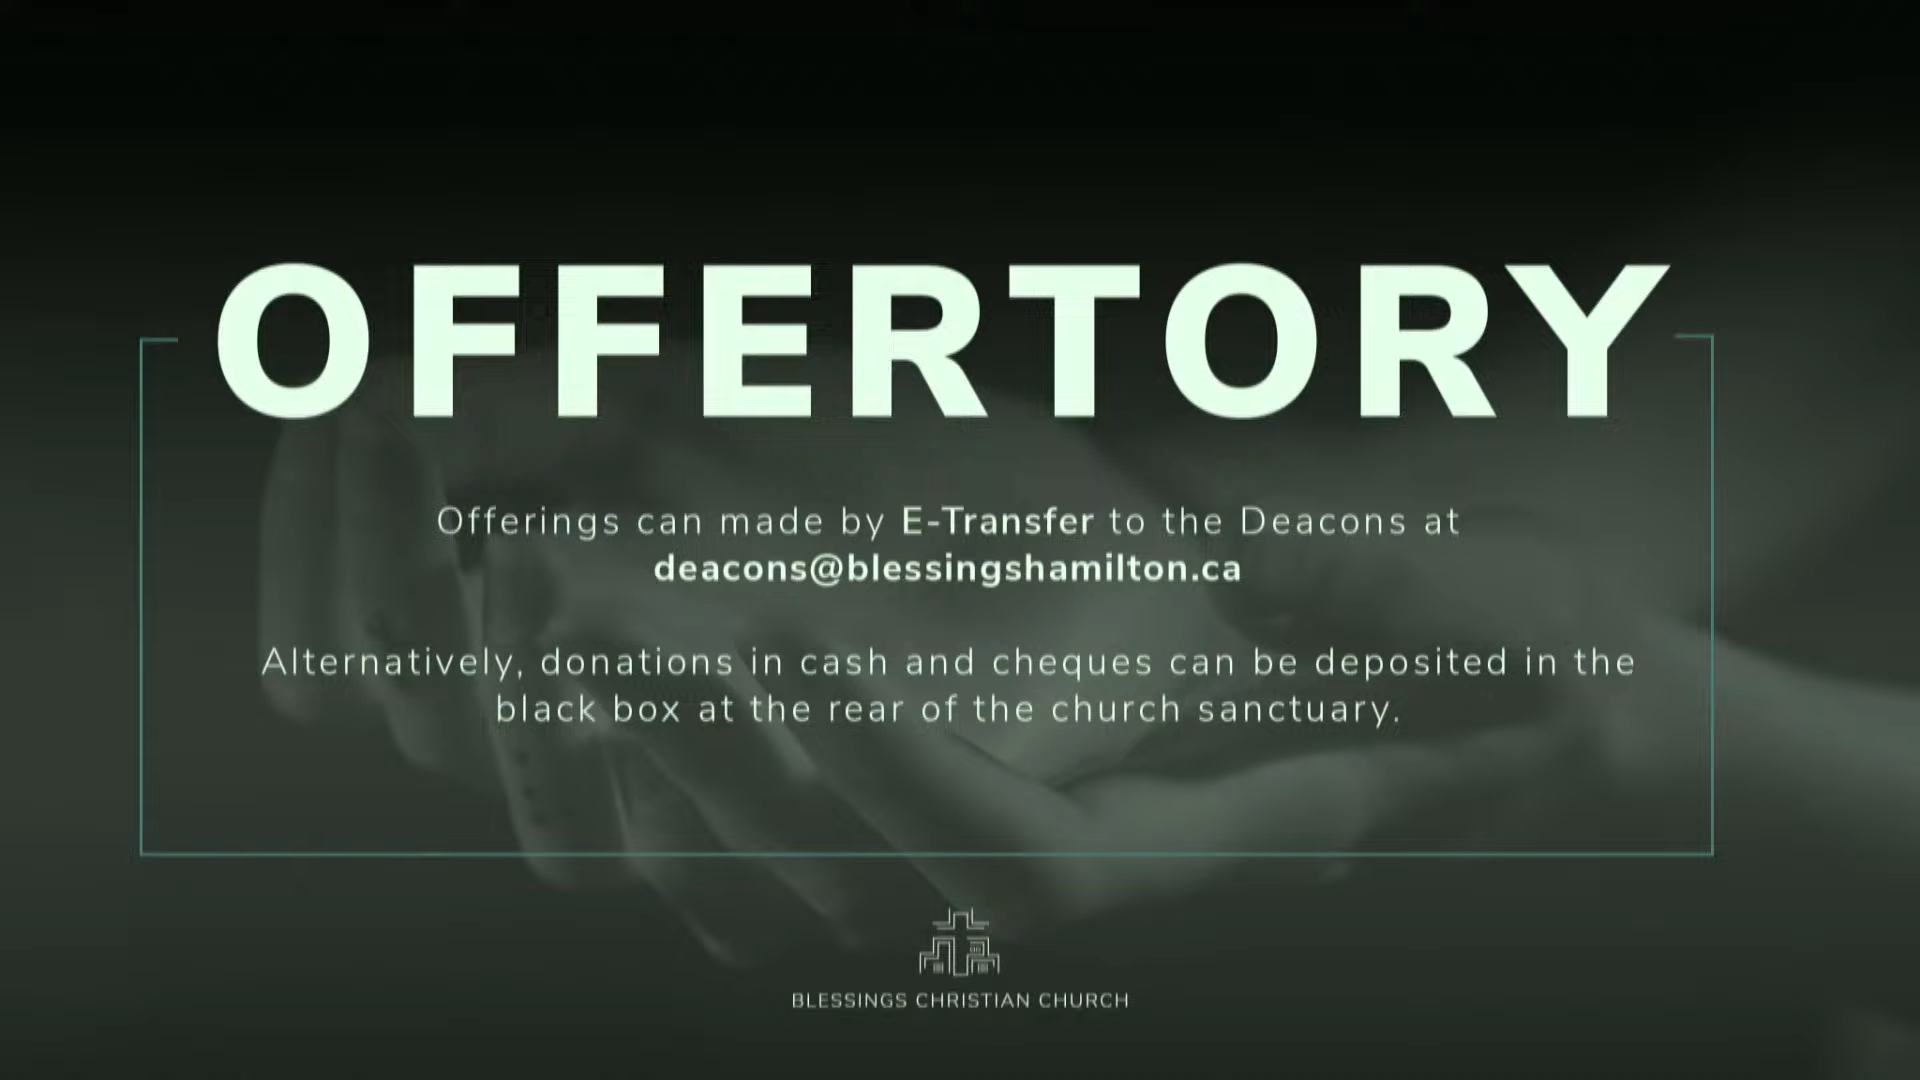 OFFERTORY
Offerings can made by E-Transfer to the Deacons at
deacons@blessingshamilton.ca
Alternatively, donations in cash and cheques can be deposited in the
black box at the rear of the church sanctuary.
BLESSINGS CHRISTIAN CHURCH